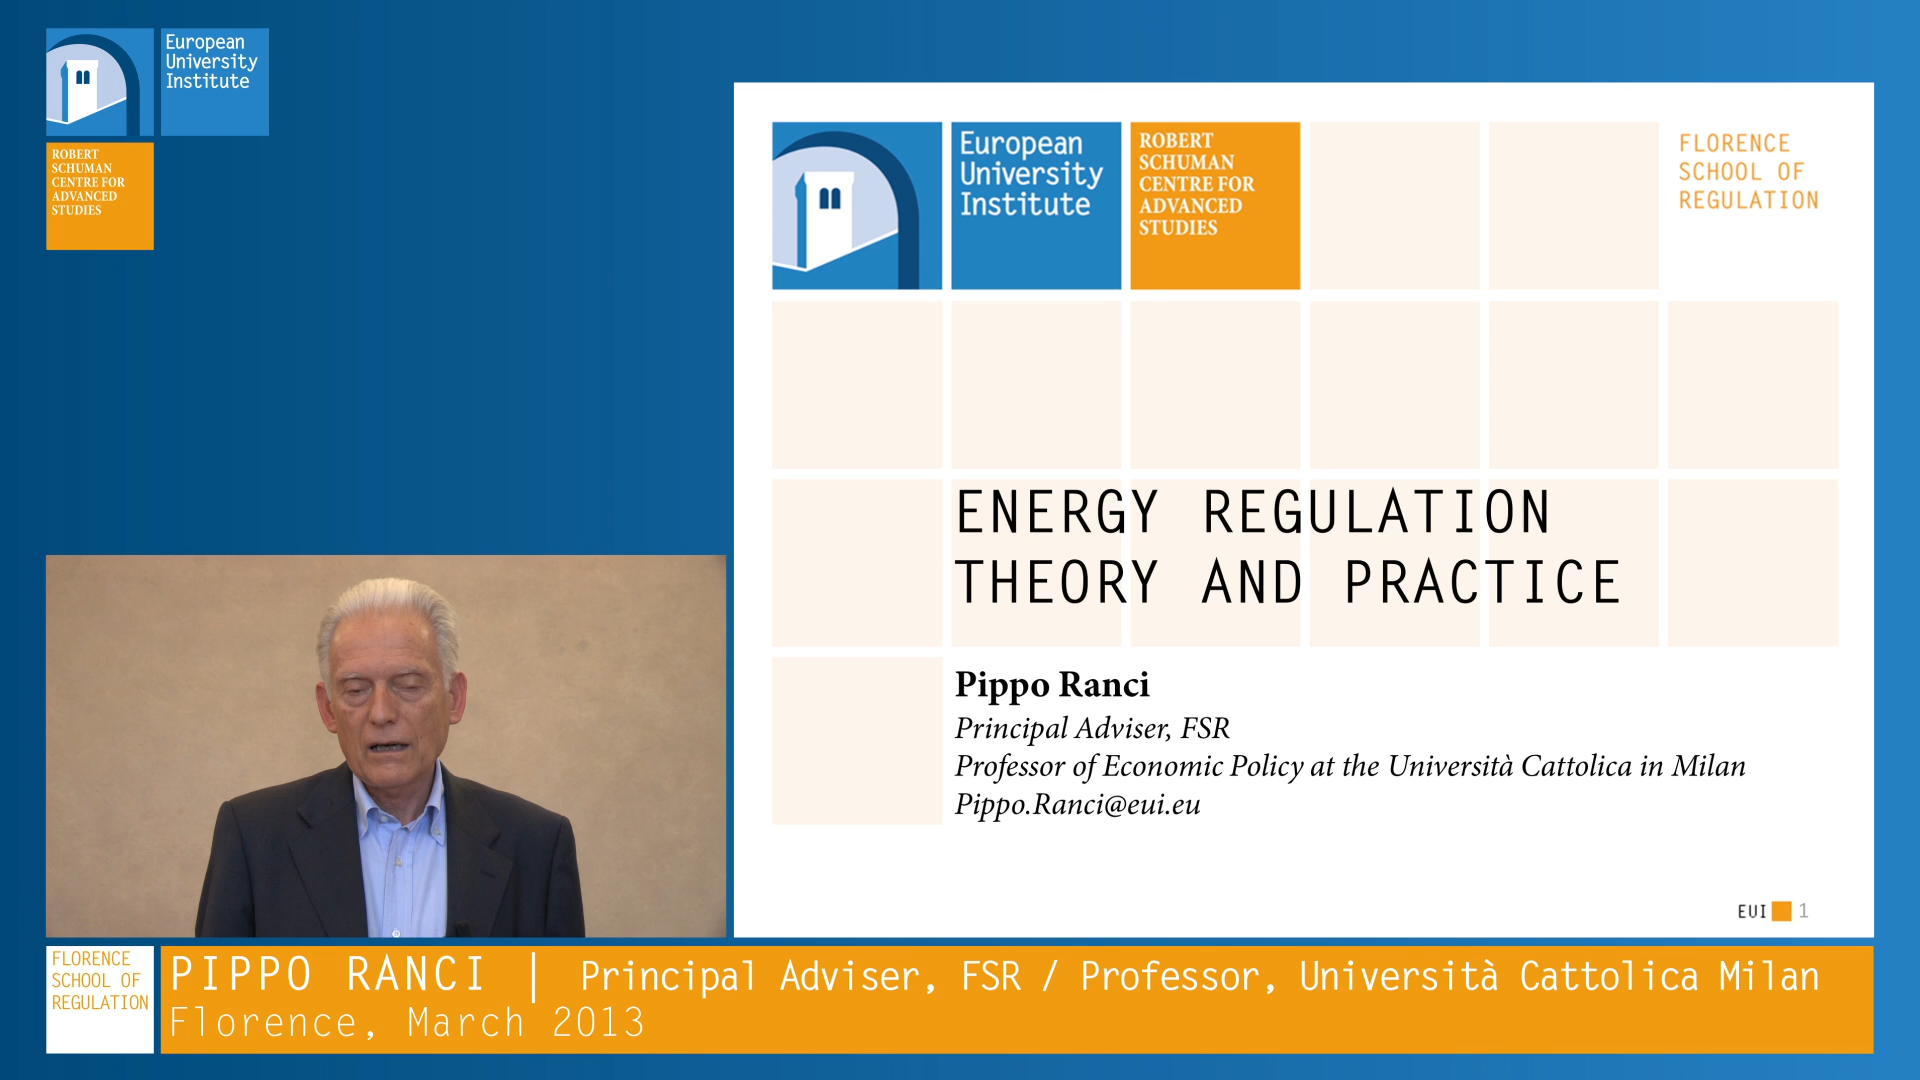 European
University
Institute
ROBERT
SCHUMAN
CENTRE FOR
ADVANCED
STUDIES
European
University
Institute
ROBERT
SCHUMAN
CENTRE FOR
ADVANCED
STUDIES
FLORENCE
SCHOOL OF
REGULATION
ENERGY REGULATION
THEORY AND PRACTICE
Pippo Ranci
Principal Adviser, FSR
Professor of Economic Policy at the Università Cattolica in Milan
Pippo.Ranci@eui.eu
EUI 1
FLORENCE
SCHOOL OF
REGULATION
PIPPO RANCI | Principal Adviser, FSR / Professor, Università Cattolica Milan
Florence, March 2013